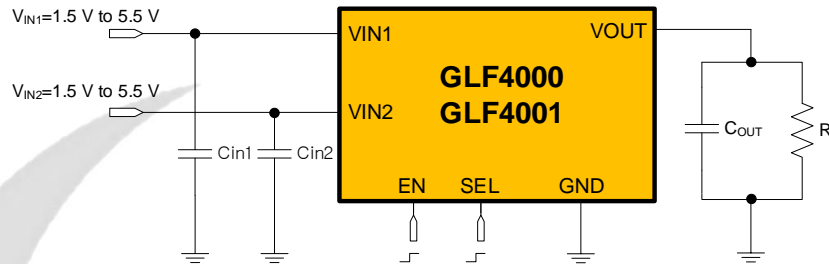 VIN1=1.5 V to 5.5 V
VIN1
VOUT
GLF4000
GLF4001
VIN2=1.5 V to 5.5 V
VIN2
Cin1
Cin2
COUT
R
EN
SEL
GND